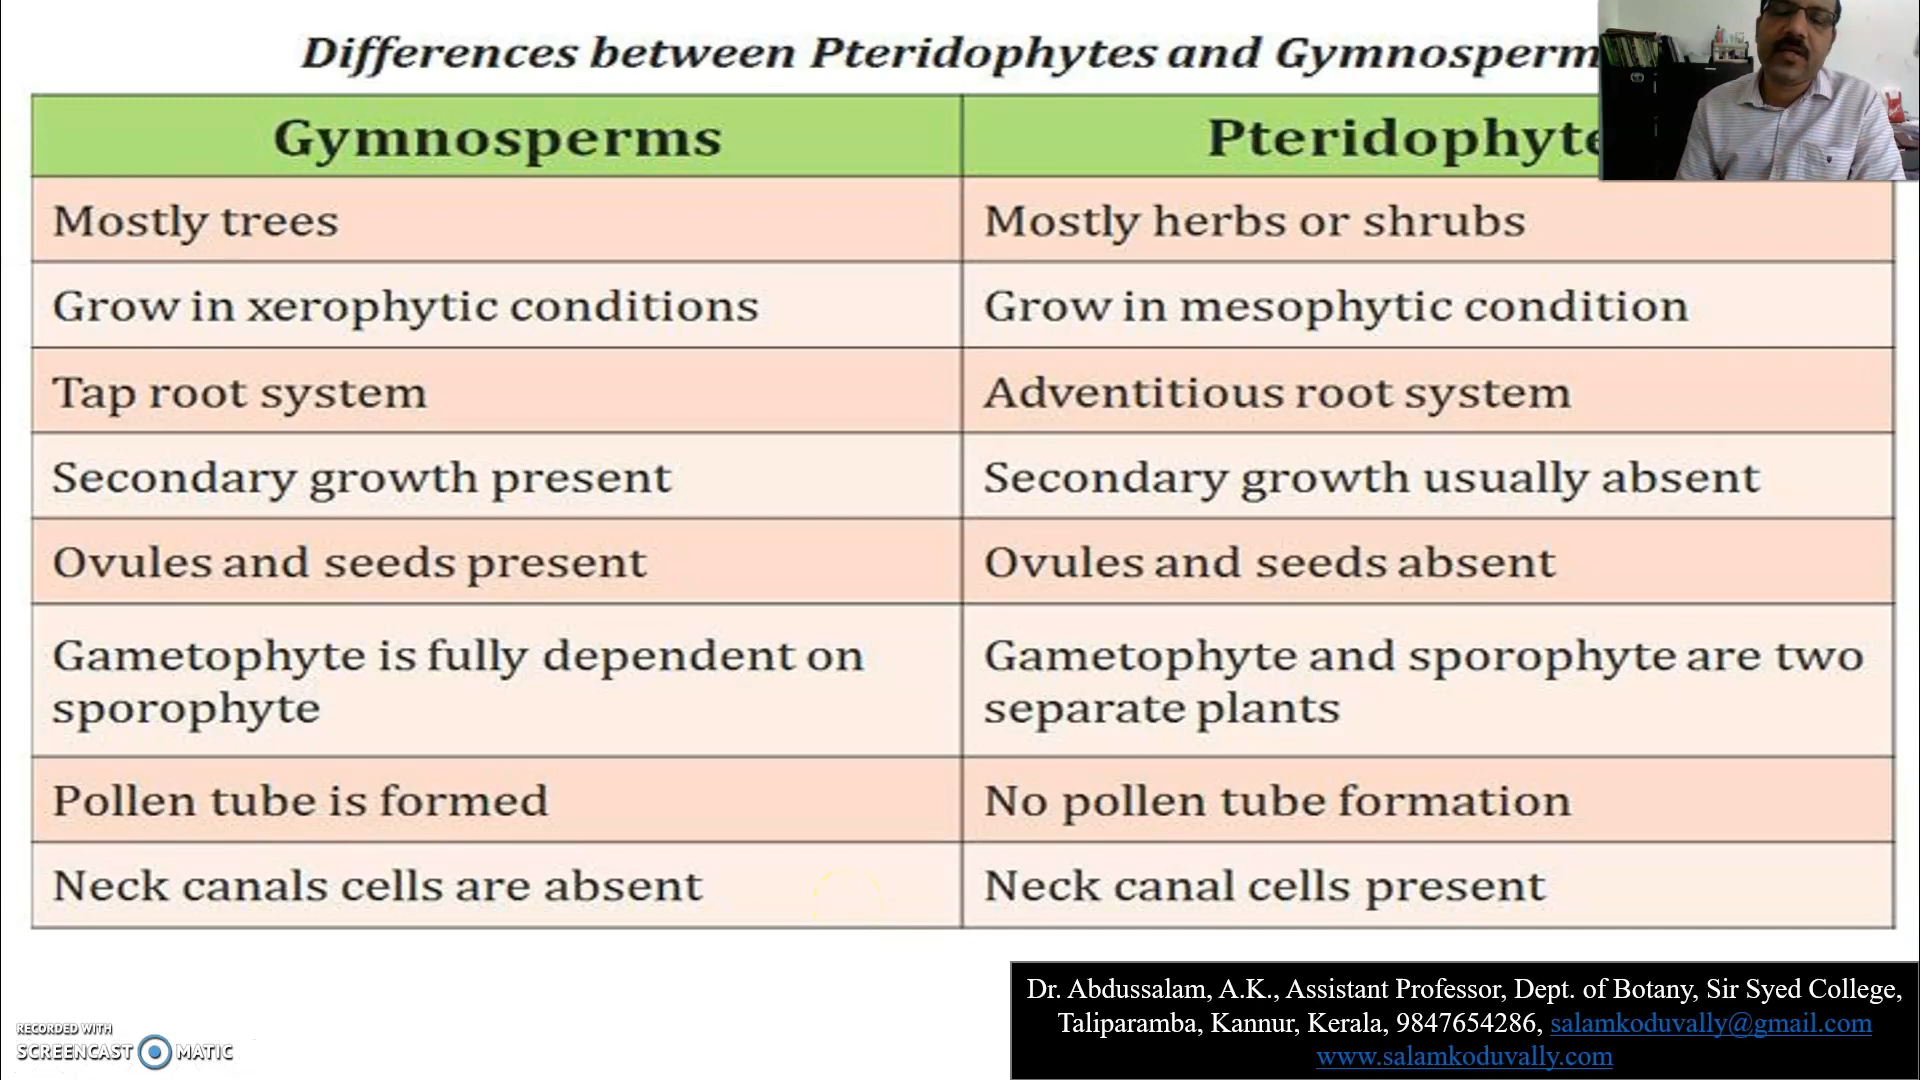 Differences between Pteridophytes and Gymnosperm
Gymnosperms
Pteridophyte
Mostly trees
Mostly herbs or shrubs
Grow in xerophytic conditions
Grow in mesophytic condition
Tap root system
Adventitious root system
Secondary growth present
Secondary growth usually absent
Ovules and seeds present
Ovules and seeds absent
Gametophyte is fully dependent on
sporophyte
Gametophyte and sporophyte are two
separate plants
Pollen tube is formed
No pollen tube formation
Neck canals cells are absent
Neck canal cells present
Dr. Abdussalam, A.K., Assistant Professor, Dept. of Botany, Sir Syed College,
Taliparamba, Kannur, Kerala, 9847654286, salamkoduvally@gmail.com
www.salamkoduvally.com
RECORDED WITH
SCREENCAST MATIC